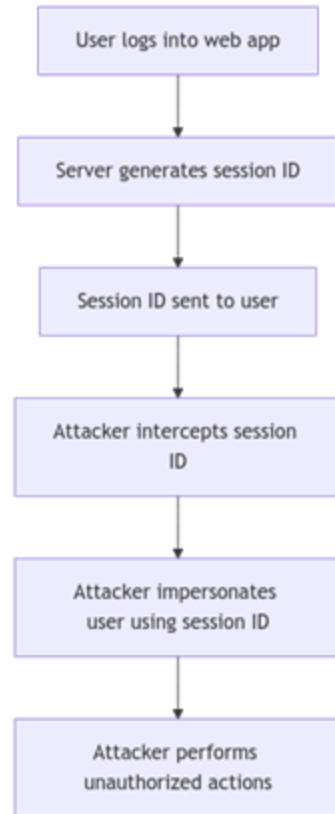 User logs into web app
Server generates session ID
Session ID sent to user
Attacker intercepts session
ID
Attacker impersonates
user using session ID
Attacker performs
unauthorized actions